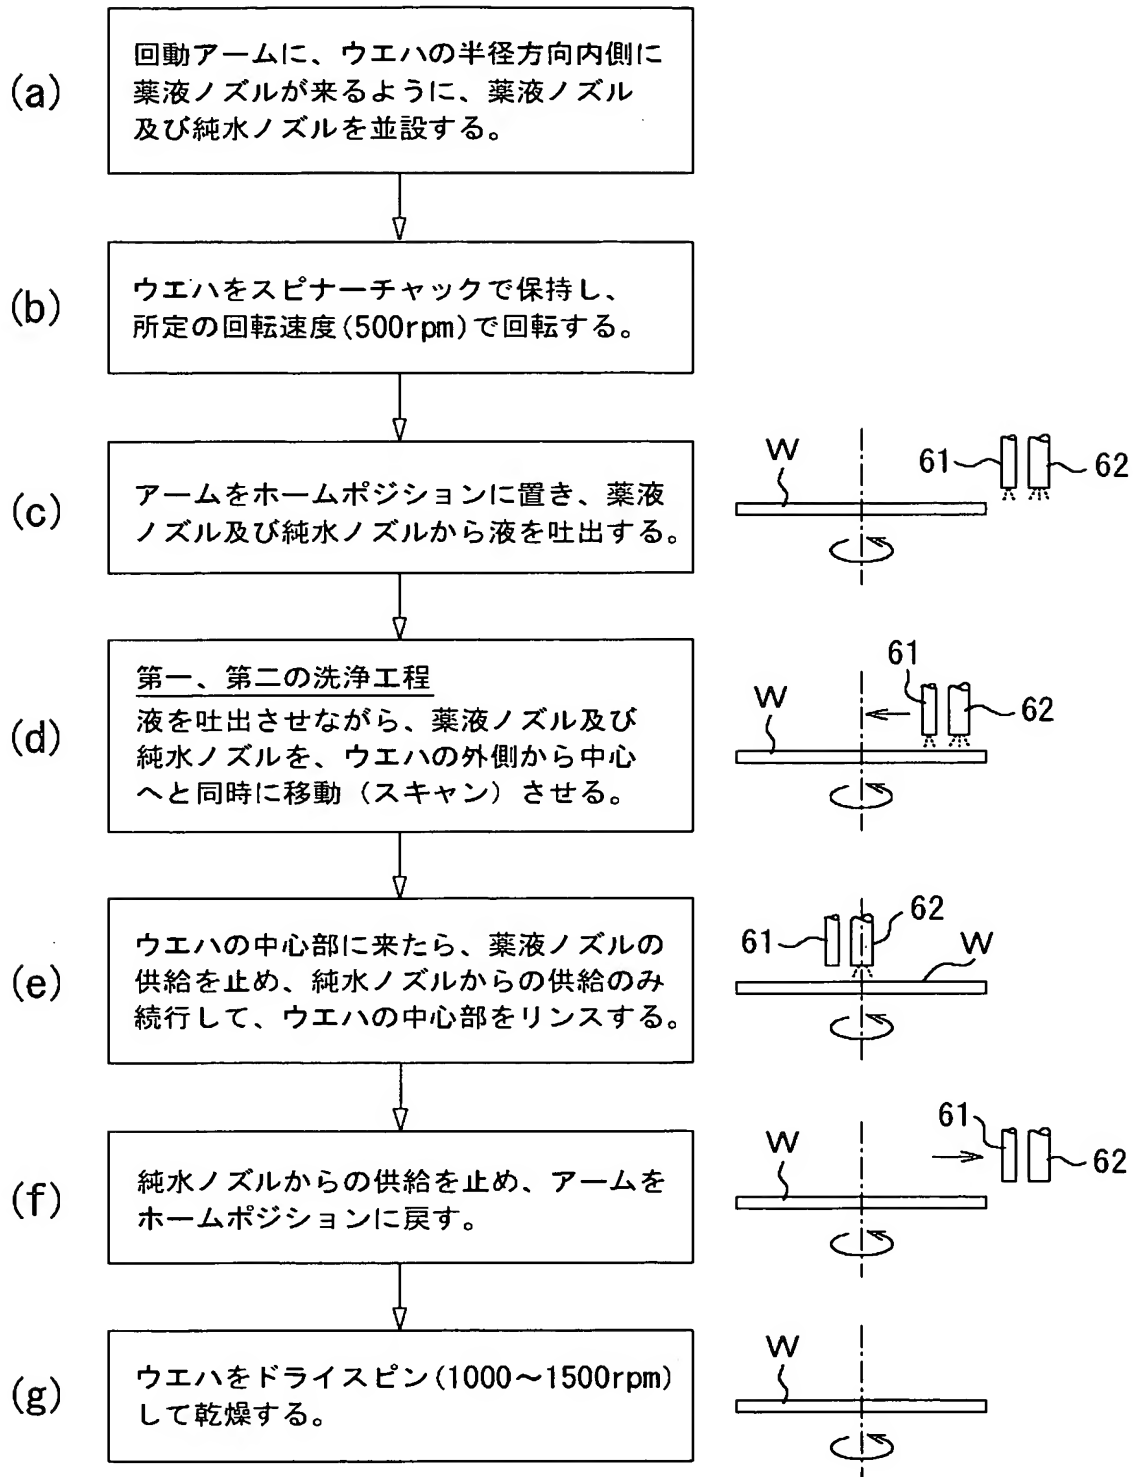 (a)
回動アームに、ウエハの半径方向内側に
薬液ノズルが来るように、薬液ノズル
及び純水ノズルを並設する。
(b)
ウエハをスピナーチャックで保持し、
所定の回転速度(500rpm)で回転する。
(c)
アームをホームポジションに置き、薬液
ノズル及び純水ノズルから液を吐出する。
W
61
62
(d)
第一、第二の洗浄工程
液を吐出させながら、薬液ノズル及び
純水ノズルを、ウエハの外側から中心
へと同時に移動（スキャン）させる。
61
W
62
(e)
ウエハの中心部に来たら、薬液ノズルの
供給を止め、純水ノズルからの供給のみ
続行して、ウエハの中心部をリンスする。
62
61
W
(f)
純水ノズルからの供給を止め、アームを
ホームポジションに戻す。
61
W
62
(g)
ウエハをドライスピン(1000～1500rpm)
して乾燥する。
W